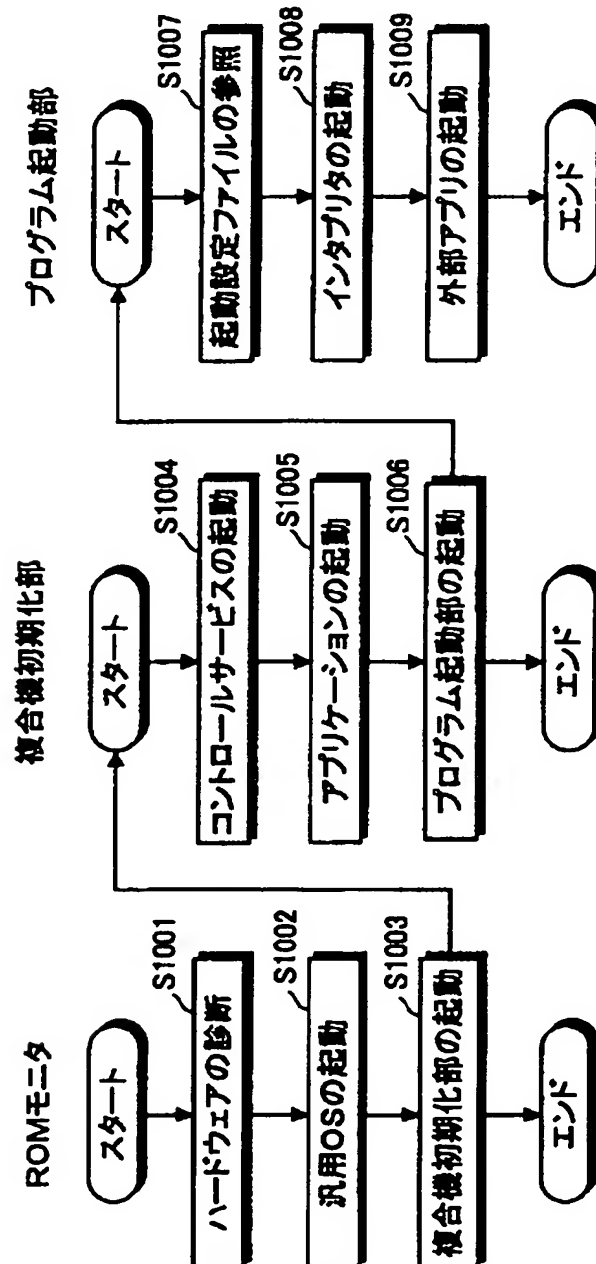 ROMモニタ
スタート
S1001
ハードウェアの診断
S1002
汎用OSの起動
S1003
複合機初期化部の起動
エンド
複合機初期化部
スタート
S1004
コントロールサービスの起動
S1005
アプリケーションの起動
S1006
プログラム起動部の起動
エンド
プログラム起動部
スタート
S1007
起動設定ファイルの参照
S1008
インタプリタの起動
S1009
外部アプリの起動
エンド